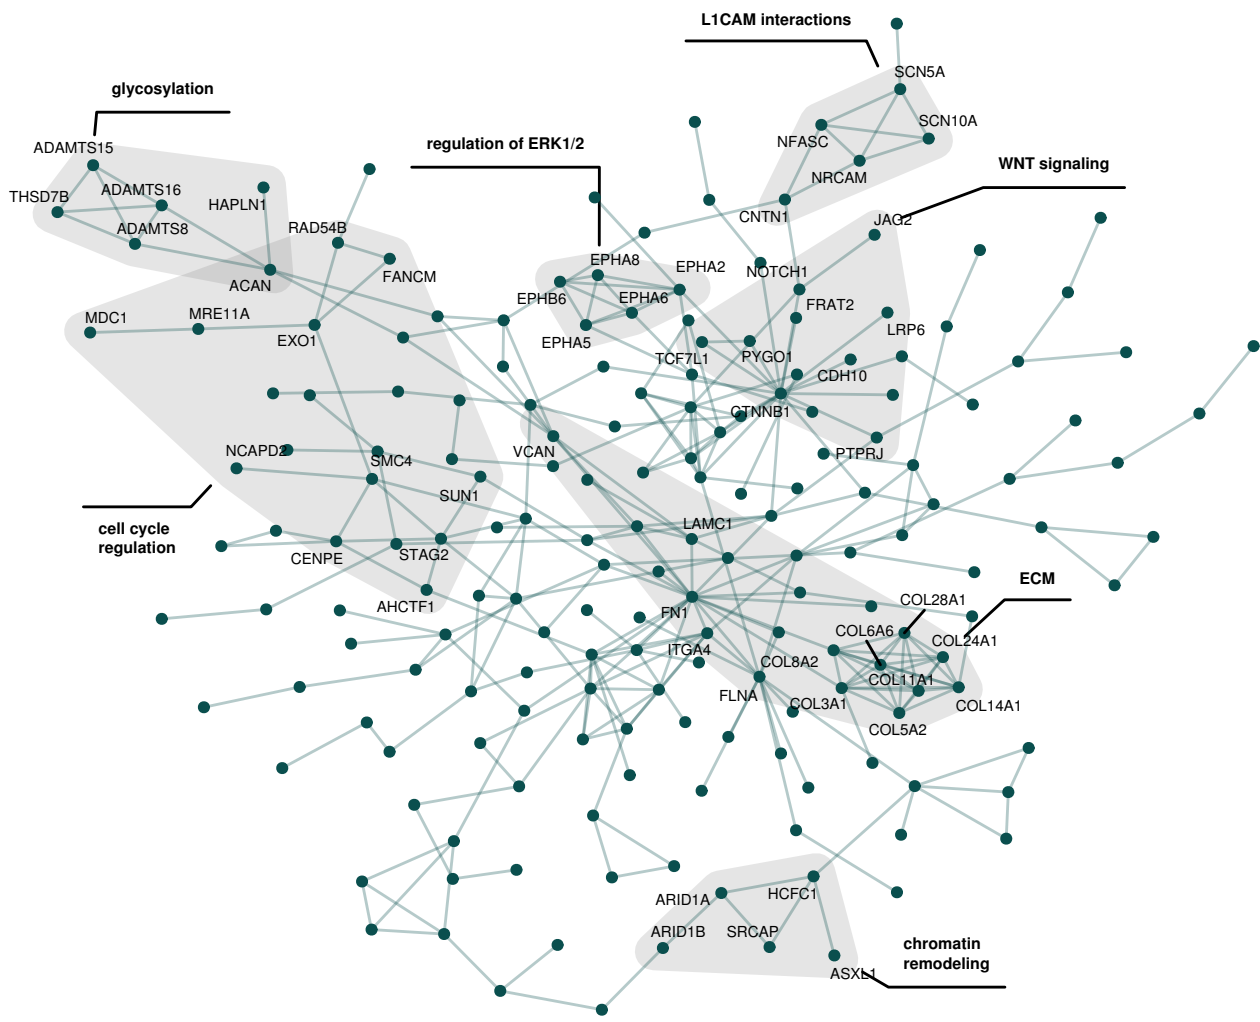 L1CAM interactions
SCN5A
glycosylation
SCN10A
regulation of ERK1/2
NFASC
ADAMTS15
WNT signaling
NRCAM
ADAMTS16
THSD7B
HAPLN1
CNTN1
JAG2
ADAMTS8
RAD54B
EPHA8
EPHA2
NOTCH1
FANCM
ACAN
EPHB6
EPHA6
FRAT2
MRE11A
MDC1
LRP6
EXO1
EPHA5
TCF7L1
PYGO1
CDH10
CTNNB1
NCAPD2
VCAN
PTPRJ
SMC4
SUN1
LAMC1
cell cycle
regulation
CENPE
STAG2
ECM
COL28A1
AHCTF1
FN1
COL6A6
COL24A1
ITGA4
COL8A2
COL11A1
FLNA
COL3A1
COL14A1
COL5A2
HCFC1
ARID1A
ARID1B
SRCAP
chromatin
remodeling
ASXL1